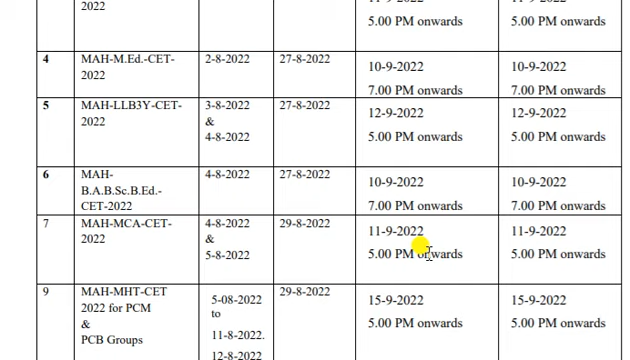 2022
5.00 PM onwards
5.00 PM onwards
4
MAH-M.Ed.-CET-
2022
2-8-2022
27-8-2022
10-9-2022
7.00 PM onwards
10-9-2022
7.00 PM onwards
5
MAH-LLB3Y-CET-
2022
3-8-2022
&
4-8-2022
27-8-2022
12-9-2022
5.00 PM onwards
12-9-2022
5.00 PM onwards
6
MAH-
B.A.B.Sc.B.Ed.-
CET-2022
4-8-2022
27-8-2022
10-9-2022
7.00 PM onwards
10-9-2022
7.00 PM onwards
7
MAH-MCA-CET-
2022
4-8-2022
&
5-8-2022
29-8-2022
11-9-2022
5.00 PM onwards
11-9-2022
5.00 PM onwards
9
MAH-MHT-CET
2022 for PCM
&
PCB Groups
5-08-2022
to
11-8-2022.
12-8-2022
29-8-2022
15-9-2022
5.00 PM onwards
15-9-2022
5.00 PM onwards